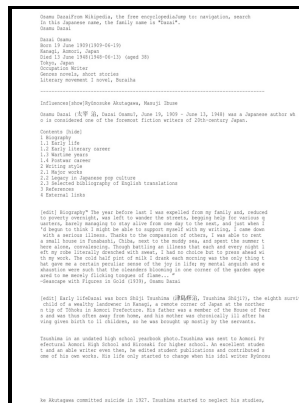 Osamu DazaiFrom Wikipedia, the free encyclopediaJump to: navigation, search
In this Japanese name, the family name is "Dazai".
Osamu Dazai
Dazai Osamu
Born 19 June 1909(1909-06-19)
Kanagi, Aomori, Japan
Died 13 June 1948(1948-06-13) (aged 38)
Tokyo, Japan
Occupation Writer
Genres novels, short stories
Literary movement I novel, Buraiha
Influences[show]Ryūnosuke Akutagawa, Masuji Ibuse
Osamu Dazai (太宰 治, Dazai Osamu?, June 19, 1909 - June 13, 1948) was a Japanese author wh
o is considered one of the foremost fiction writers of 20th-century Japan.
Contents [hide]
1 Biography
1.1 Early life
1.2 Early literary career
1.3 Wartime years
1.4 Postwar career
2 Writing style
2.1 Major works
2.2 Legacy in Japanese pop culture
2.3 Selected bibliography of English translations
3 References
4 External links
[edit] Biography" The year before last I was expelled from my family and, reduced
to poverty overnight, was left to wander the streets, begging help for various q
uarters, barely managing to stay alive from one day to the next, and just when I
'd begun to think I might be able to support myself with my writing, I came down
with a serious illness. Thanks to the compassion of others, I was able to rent
a small house in Funabashi, Chiba, next to the muddy sea, and spent the summer t
here alone, convalescing. Though battling an illness that each and every night l
eft my robe literally drenched with sweat, I had no choice but to press ahead wi
th my work. The cold half pint of milk I drank each morning was the only thing t
hat gave me a certain peculiar sense of the joy in life; my mental anguish and e
xhaustion were such that the oleanders blooming in one corner of the garden appe
ared to me merely flicking tongues of flame... "
—Seascape with Figures in Gold (1939), Osamu Dazai
[edit] Early lifeDazai was born Shūji Tsushima (津島修治, Tsushima Shūji?), the eighth survivi
child of a wealthy landowner in Kanagi, a remote corner of Japan at the norther
n tip of Tōhoku in Aomori Prefecture. His father was a member of the House of Peer
s and was thus often away from home, and his mother was chronically ill after ha
ving given birth to 11 children, so he was brought up mostly by the servants.
Tsushima in an undated high school yearbook photo.Tsushima was sent to Aomori Pr
efectural Aomori High School and Hirosaki for higher school. An excellent studen
t and an able writer even then, he edited student publications and contributed s
ome of his own works. His life only started to change when his idol writer Ryūnosu
ke Akutagawa committed suicide in 1927. Tsushima started to neglect his studies,